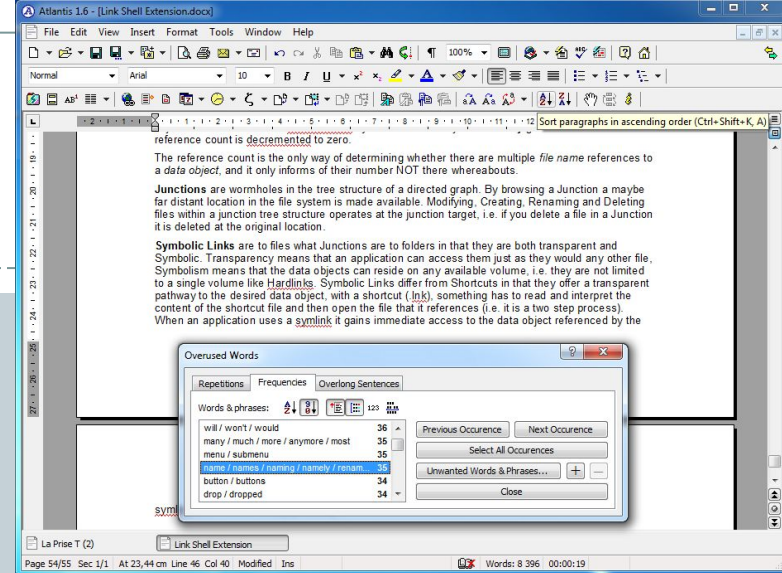 Atlantis 1.6 - [Link Shell Extension.docx]
File Edit View Insert Format Tools Window Help
100%
Normal Arial 10 B I U
Sort paragraphs in ascending order (Ctrl+Shift+K, A)
reference count is decremented to zero.
The reference count is the only way of determining whether there are multiple file name references to
a data object, and it only informs of their number NOT there whereabouts.
Junctions are wormholes in the tree structure of a directed graph. By browsing a Junction a maybe
far distant location in the file system is made available. Modifying, Creating, Renaming and Deleting
files within a junction tree structure operates at the junction target, i.e. if you delete a file in a Junction
it is deleted at the original location.
Symbolic Links are to files what Junctions are to folders in that they are both transparent and
Symbolic. Transparency means that an application can access them just as they would any other file,
Symbolism means that the data objects can reside on any available volume, i.e. they are not limited
to a single volume like Hardlinks. Symbolic Links differ from Shortcuts in that they offer a transparent
pathway to the desired data object, with a shortcut (.lnk), something has to read and interpret the
content of the shortcut file and then open the file that it references (i.e. it is a two step process).
When an application uses a symlink it gains immediate access to the data object referenced by the
Overused Words
Repetitions Frequencies Overlong Sentences
Words & phrases: 123
will / won't / would 36
many / much / more / anymore / most 35
menu / submenu 35
name / names / naming / namely / renam... 35
button / buttons 34
drop / dropped 34
Previous Occurence Next Occurence
Select All Occurences
Unwanted Words & Phrases...
Close
syml
La Prise T (2) Link Shell Extension
Page 54/55 Sec 1/1 At 23,44 cm Line 46 Col 40 Modified Ins Words: 8 396 00:00:19